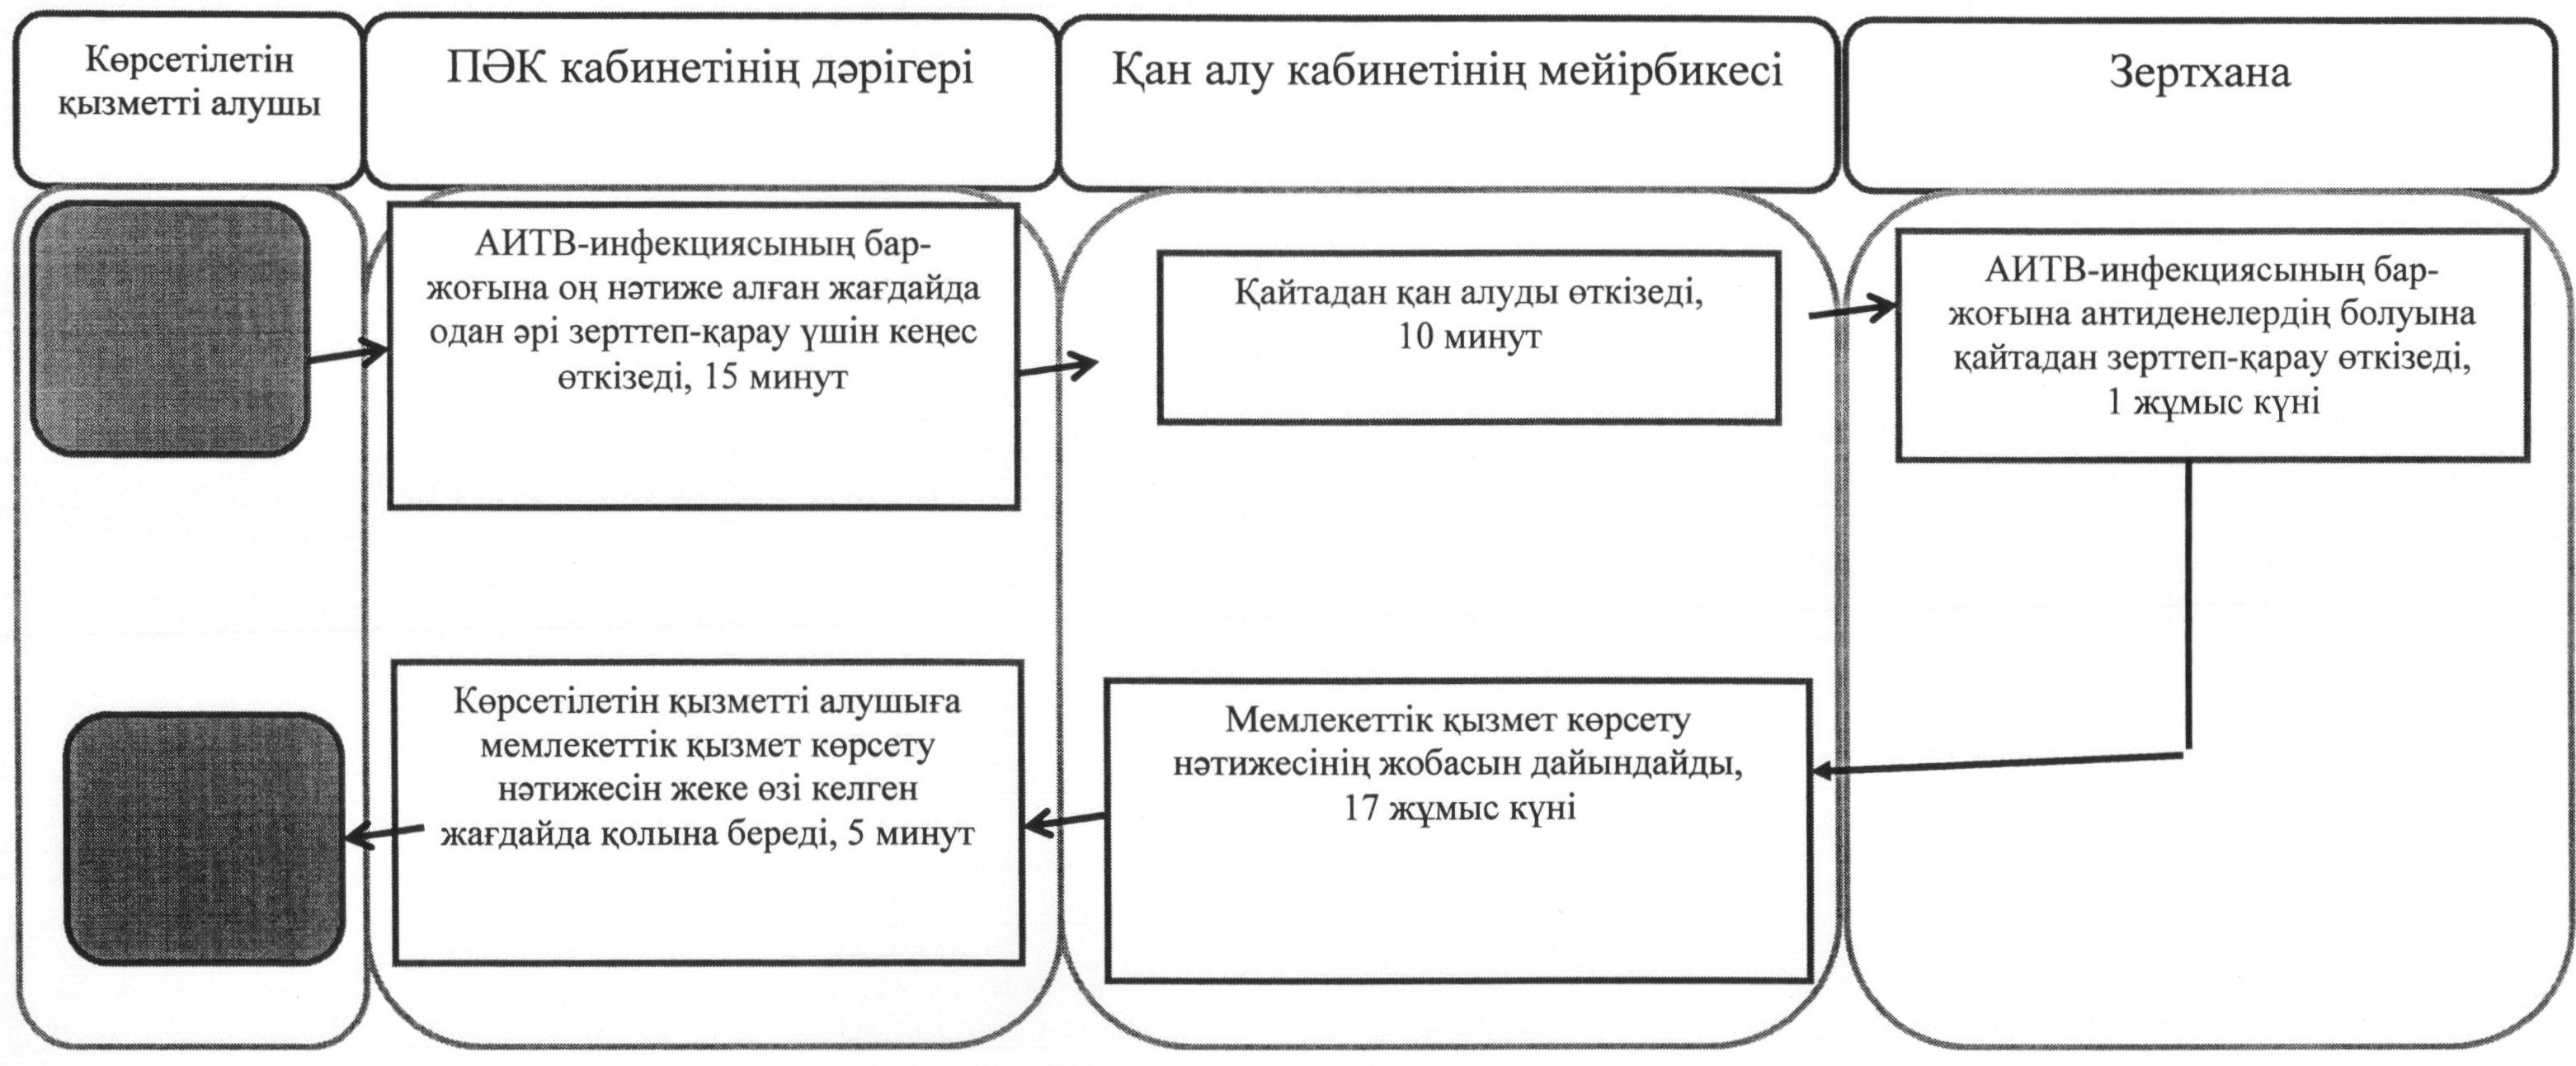 Көрсетілетін
қызметті алушы
ПӘК кабинетінің дәрігері
Қан алу кабинетінің мейірбикесі
Зертхана
АИТВ-инфекциясының бар-
жоғына оң нәтиже алған жағдайда
одан әрі зерттеп-қарау үшін кеңес
өткізеді, 15 минут
Қайтадан қан алуды өткізеді,
10 минут
АИТВ-инфекциясының бар-
жоғына антиденелердің болуына
қайтадан зерттеп-қарау өткізеді,
1 жұмыс күні
Көрсетілетін қызметті алушыға
мемлекеттік қызмет көрсету
нәтижесін жеке өзі келген
жағдайда қолына береді, 5 минут
Мемлекеттік қызмет көрсету
нәтижесінің жобасын дайындайды,
17 жұмыс күні